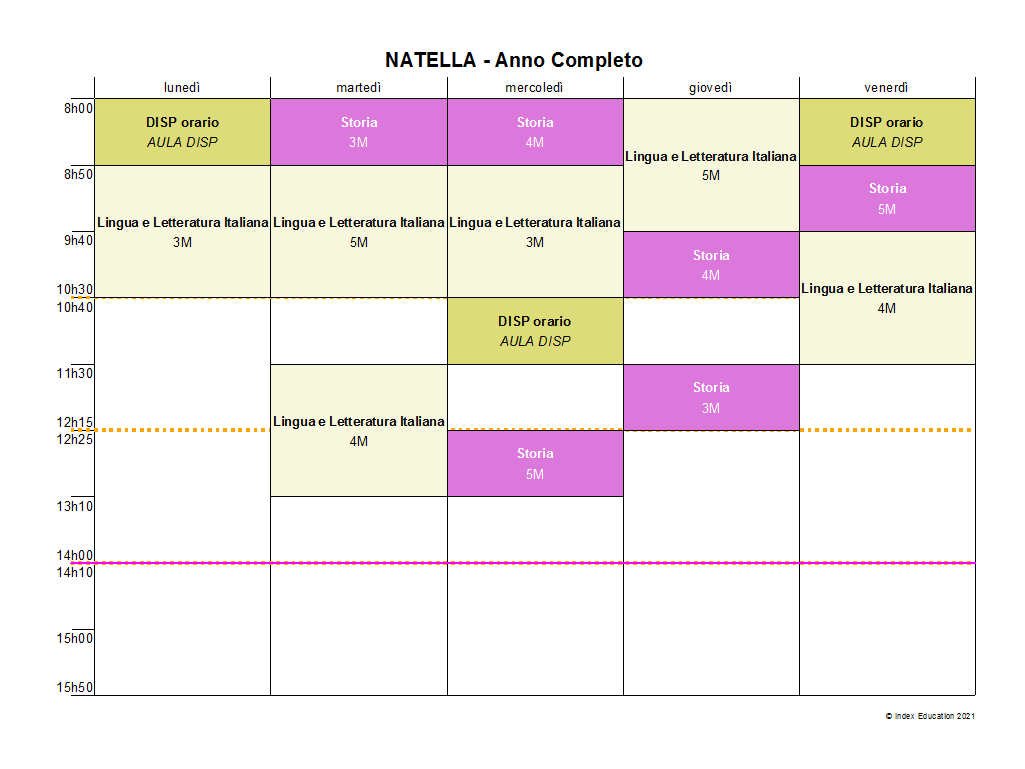 NATELLA - Anno Completo
lunedì martedì mercoledì giovedì venerdì
8h00
DISP orario
AULA DISP
Storia
3M
Storia
4M
Lingua e Letteratura Italiana
5M
DISP orario
AULA DISP
8h50
Lingua e Letteratura Italiana
3M
Lingua e Letteratura Italiana
5M
Lingua e Letteratura Italiana
3M
Storia
5M
9h40
Storia
4M
Lingua e Letteratura Italiana
4M
10h30
10h40
DISP orario
AULA DISP
11h30
Lingua e Letteratura Italiana
4M
Storia
3M
12h15
12h25
Storia
5M
13h10
14h00
14h10
15h00
15h50
© Index Education 2021